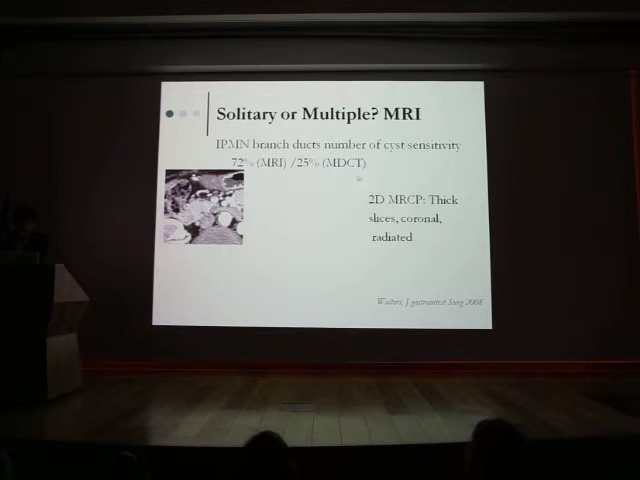 Solitary or Multiple? MRI
IPMN branch ducts number of cyst sensitivity
72% (MRI) /25% (MDCT)
2D MRCP: Thick
slices, coronal,
radiated
Walters, J gastrointest Surg 2008